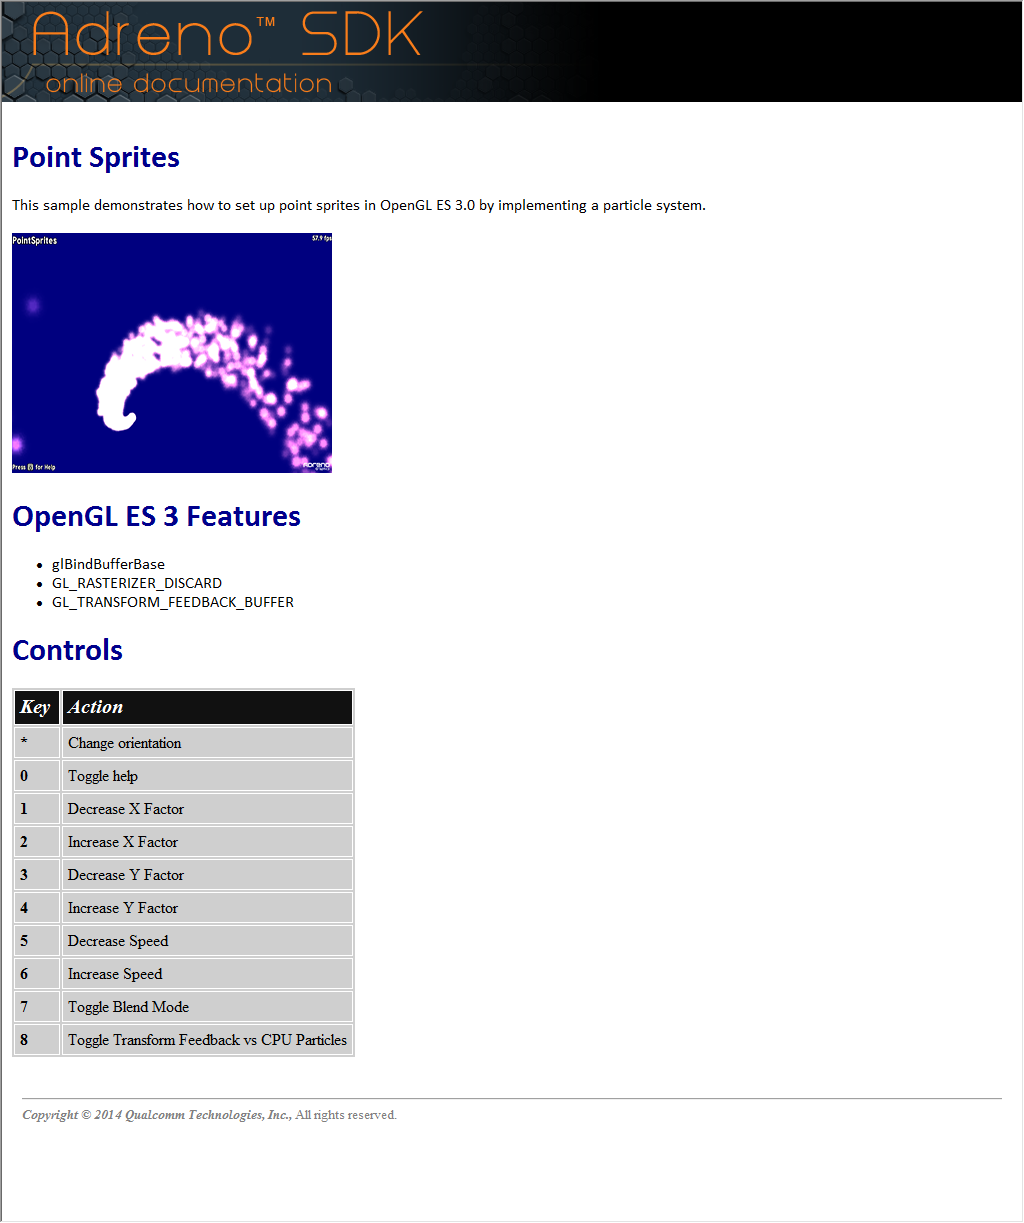 Adreno™ SDK
online documentation
Point Sprites
This sample demonstrates how to set up point sprites in OpenGL ES 3.0 by implementing a particle system.
PointSprites
57.9 fps
Press [0] for Help
Adreno
OpenGL ES 3 Features
• glBindBufferBase
• GL_RASTERIZER_DISCARD
• GL_TRANSFORM_FEEDBACK_BUFFER
Controls
Key Action
* Change orientation
0 Toggle help
1 Decrease X Factor
2 Increase X Factor
3 Decrease Y Factor
4 Increase Y Factor
5 Decrease Speed
6 Increase Speed
7 Toggle Blend Mode
8 Toggle Transform Feedback vs CPU Particles
Copyright © 2014 Qualcomm Technologies, Inc., All rights reserved.